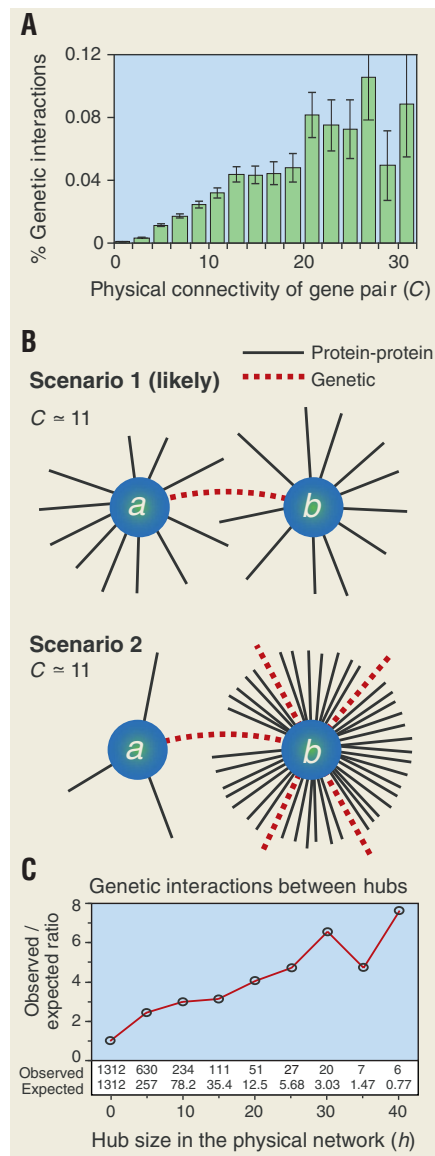 A
% Genetic interactions
0.12
0.08
0.04
0
0 10 20 30
Physical connectivity of gene pair (C)
B
Protein-protein
Genetic
Scenario 1 (likely)
C ≃ 11
a b
Scenario 2
C ≃ 11
a b
C
Genetic interactions between hubs
Observed /
expected ratio
8
6
4
2
0
Observed 1312 630 234 111 51 27 20 7 6
Expected 1312 257 78.2 35.4 12.5 5.68 3.03 1.47 0.77
0 10 20 30 40
Hub size in the physical network (h)